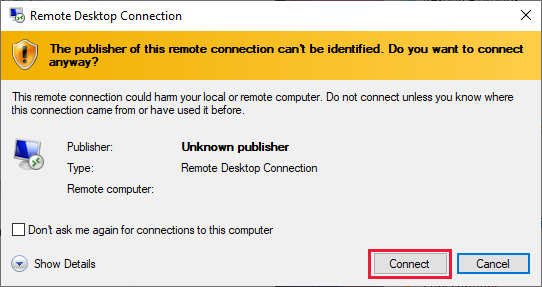 Remote Desktop Connection
The publisher of this remote connection can't be identified. Do you want to connect
anyway?
This remote connection could harm your local or remote computer. Do not connect unless you know where
this connection came from or have used it before.
Publisher: Unknown publisher
Type: Remote Desktop Connection
Remote computer:
Don't ask me again for connections to this computer
Show Details Connect Cancel